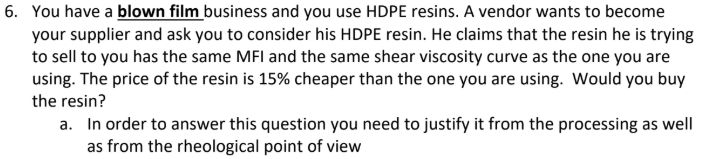 6. You have a blown film business and you use HDPE resins. A vendor wants to become
your supplier and ask you to consider his HDPE resin. He claims that the resin he is trying
to sell to you has the same MFI and the same shear viscosity curve as the one you are
using. The price of the resin is 15% cheaper than the one you are using.  Would you buy
the resin?
a. In order to answer this question you need to justify it from the processing as well
as from the rheological point of view